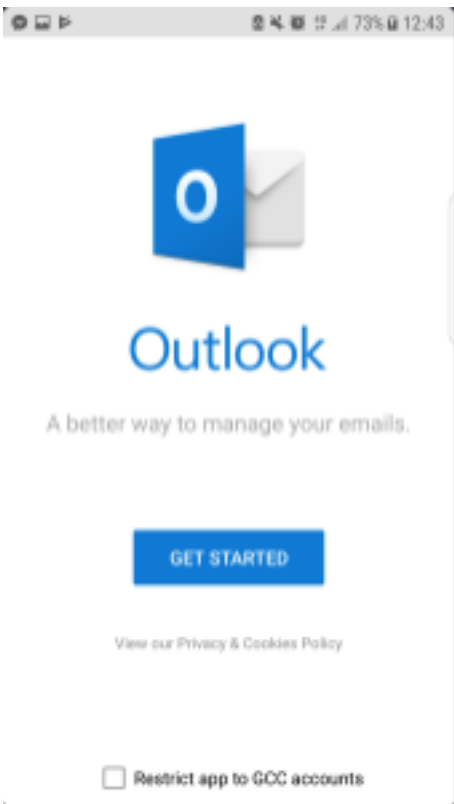 73% 12:43
O
Outlook
A better way to manage your emails.
GET STARTED
View our Privacy & Cookies Policy
Restrict app to GCC accounts